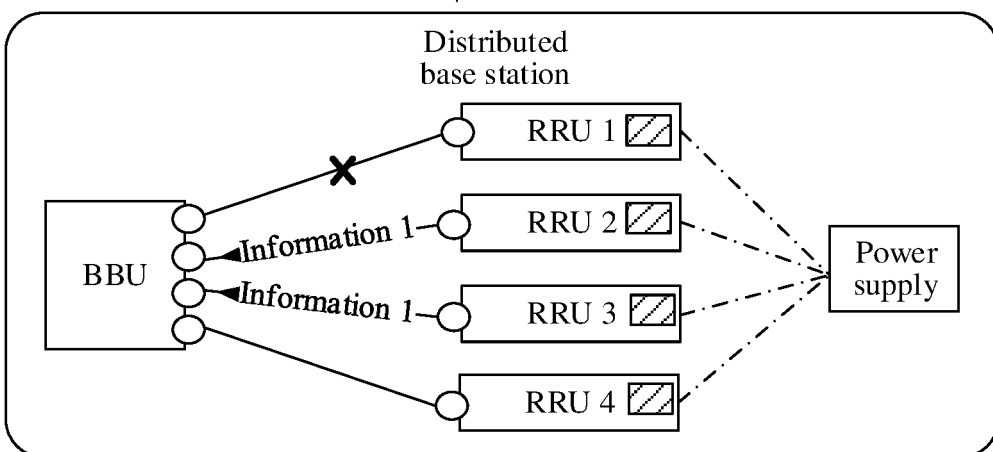 Distributed
base station
RRU 1
BBU
Information 1
RRU 2
Information 1
RRU 3
RRU 4
Power
supply